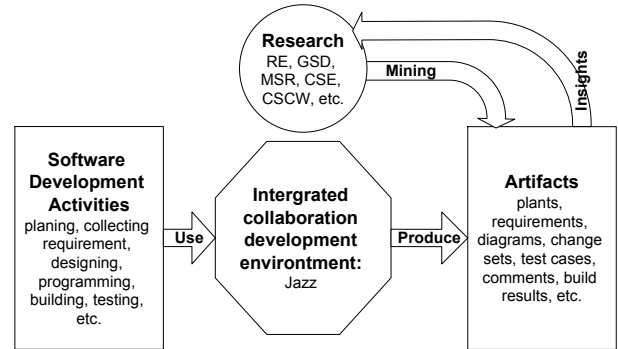 Research
RE, GSD,
MSR, CSE,
CSCW, etc.
Mining
Insights
Software
Development
Activities
planing, collecting
requirement,
designing,
programming,
building, testing,
etc.
Use
Intergrated
collaboration
development
environtment:
Jazz
Produce
Artifacts
plants,
requirements,
diagrams, change
sets, test cases,
comments, build
results, etc.